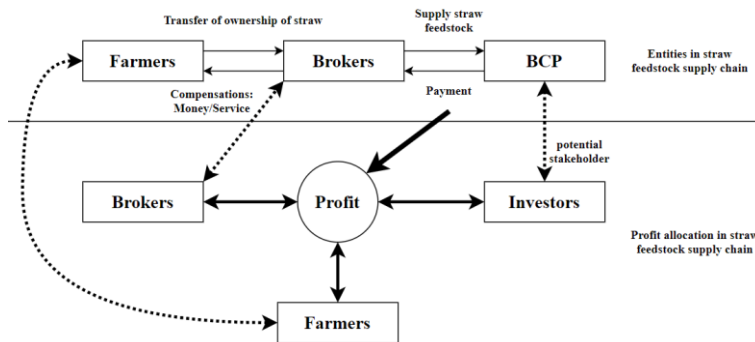 Transfer of ownership of straw
Supply straw
feedstock
Farmers
Brokers
BCP
Entities in straw
feedstock supply chain
Compensations:
Money/Service
Payment
potential
stakeholder
Brokers
Profit
Investors
Profit allocation in straw
feedstock supply chain
Farmers